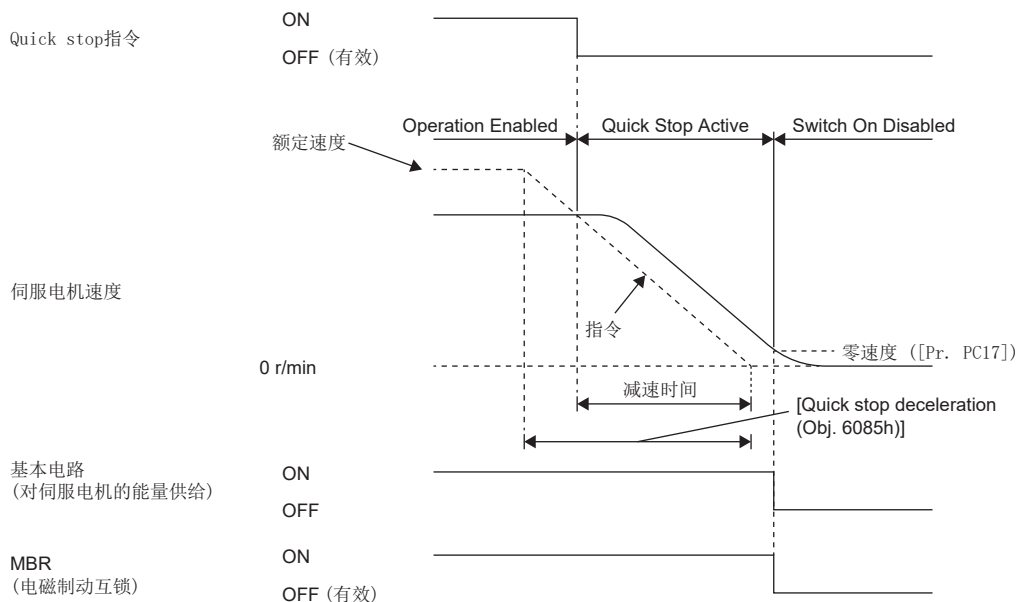 Quick stop指令
ON
OFF (有效)
Operation Enabled
Quick Stop Active
Switch On Disabled
额定速度
伺服电机速度
指令
零速度 ([Pr. PC17])
0 r/min
减速时间
[Quick stop deceleration
(Obj. 6085h)]
基本电路
(对伺服电机的能量供给)
ON
OFF
MBR
(电磁制动互锁)
ON
OFF (有效)